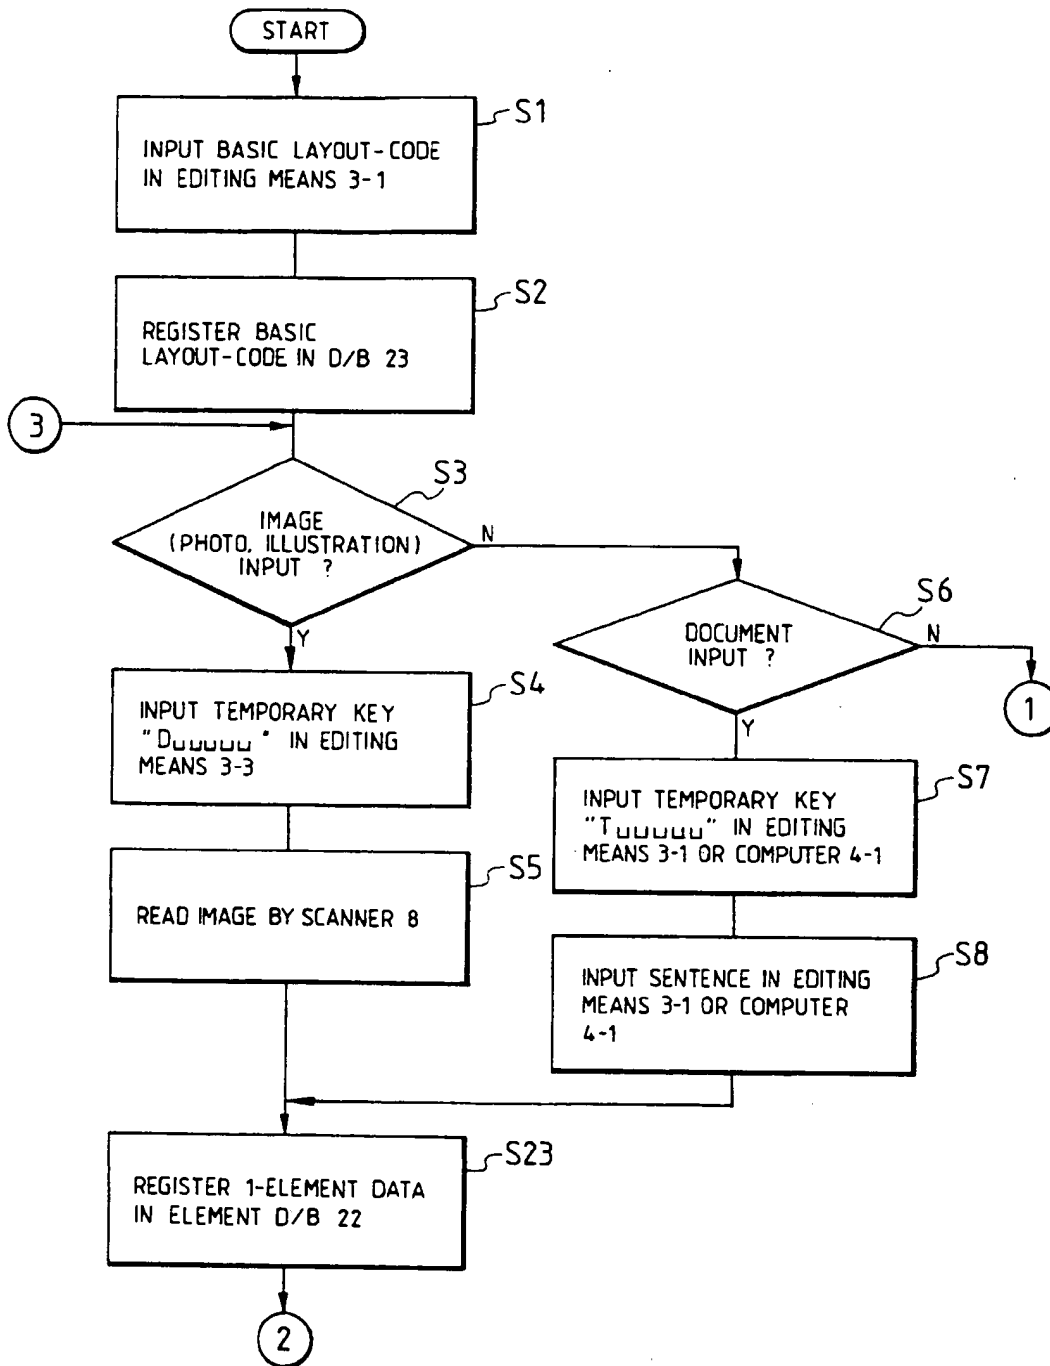 START
S1
INPUT BASIC LAYOUT-CODE
IN EDITING MEANS 3-1
S2
REGISTER BASIC
LAYOUT-CODE IN D/B 23
3
S3
IMAGE
(PHOTO, ILLUSTRATION)
INPUT ?
N
Y
S6
DOCUMENT
INPUT ?
N
Y
1
S4
INPUT TEMPORARY KEY
"D␣␣␣␣␣" IN EDITING
MEANS 3-3
S7
INPUT TEMPORARY KEY
"T␣␣␣␣␣" IN EDITING
MEANS 3-1 OR COMPUTER 4-1
S5
READ IMAGE BY SCANNER 8
S8
INPUT SENTENCE IN EDITING
MEANS 3-1 OR COMPUTER
4-1
S23
REGISTER 1-ELEMENT DATA
IN ELEMENT D/B 22
2